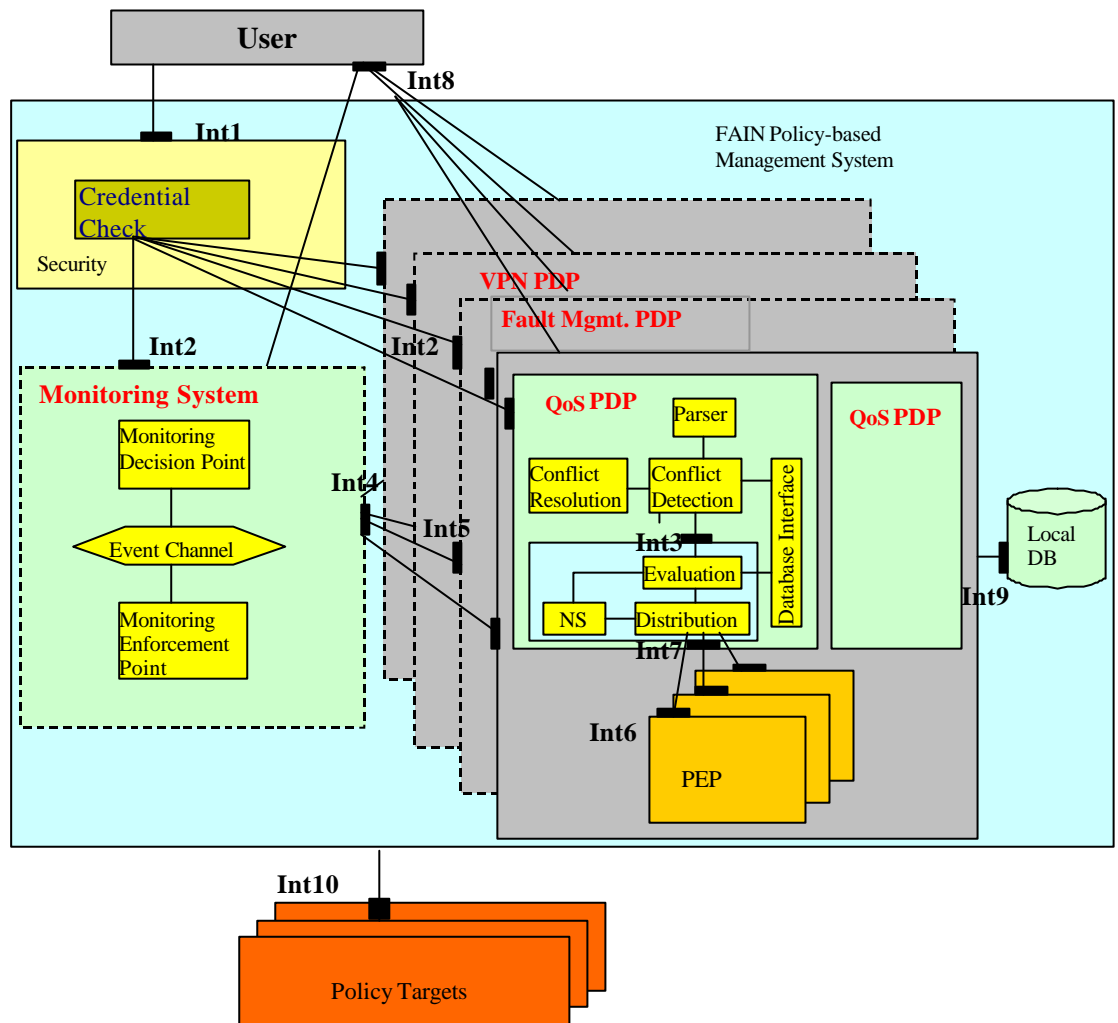 User
Int8
Int1
FAIN Policy-based
Management System
Credential
Check
Security
VPN PDP
Fault Mgmt. PDP
Int2
Int2
Monitoring System
QoS PDP
QoS PDP
Parser
Monitoring
Decision Point
Conflict
Resolution
Conflict
Detection
Database Interface
Int4
Int5
Int3
Event Channel
Evaluation
Local
DB
Int9
NS
Distribution
Monitoring
Enforcement
Point
Int7
Int6
PEP
Int10
Policy Targets